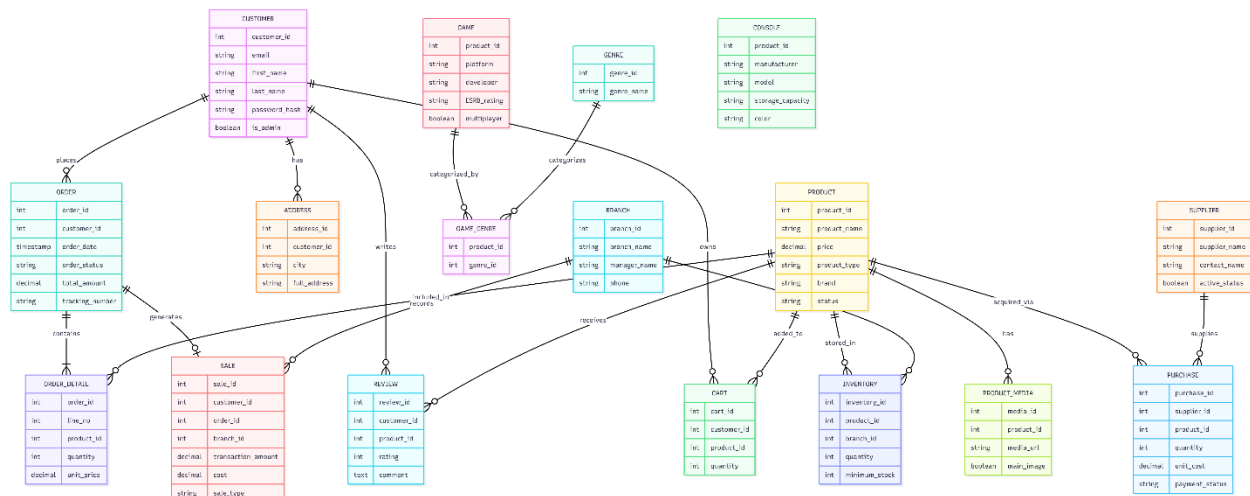 CUSTOMER
int customer_id
string email
string first_name
string last_name
string password_hash
boolean is_admin
GAME
int product_id
string platform
string developer
string ESRB_rating
boolean multiplayer
GENRE
int genre_id
string genre_name
CONSOLE
int product_id
string manufacturer
string model
string storage_capacity
string color
places
has
categorized_by
categorizes
ORDER
int order_id
int customer_id
timestamp order_date
string order_status
decimal total_amount
string tracking_number
ADDRESS
int address_id
int customer_id
string city
string full_address
writes
GAME_GENRE
int product_id
int genre_id
BRANCH
int branch_id
string branch_name
string manager_name
string phone
owns
PRODUCT
int product_id
string product_name
decimal price
string product_type
string brand
string status
SUPPLIER
int supplier_id
string supplier_name
string contact_name
boolean active_status
contains
generates
included_in
records
receives
added_to
stored_in
has
acquired_via
supplies
ORDER_DETAIL
int order_id
int line_no
int product_id
int quantity
decimal unit_price
SALE
int sale_id
int customer_id
int order_id
int branch_id
decimal transaction_amount
decimal cost
string sale_type
REVIEW
int review_id
int customer_id
int product_id
int rating
text comment
CART
int cart_id
int customer_id
int product_id
int quantity
INVENTORY
int inventory_id
int product_id
int branch_id
int quantity
int minimum_stock
PRODUCT_MEDIA
int media_id
int product_id
string media_url
boolean main_image
PURCHASE
int purchase_id
int supplier_id
int product_id
int quantity
decimal unit_cost
string payment_status